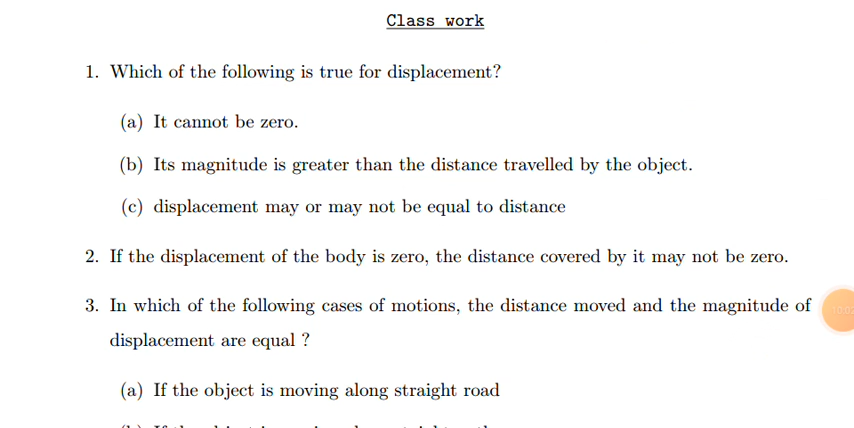 Class work
1. Which of the following is true for displacement?
(a) It cannot be zero.
(b) Its magnitude is greater than the distance travelled by the object.
(c) displacement may or may not be equal to distance
2. If the displacement of the body is zero, the distance covered by it may not be zero.
3. In which of the following cases of motions, the distance moved and the magnitude of
displacement are equal ?
(a) If the object is moving along straight road